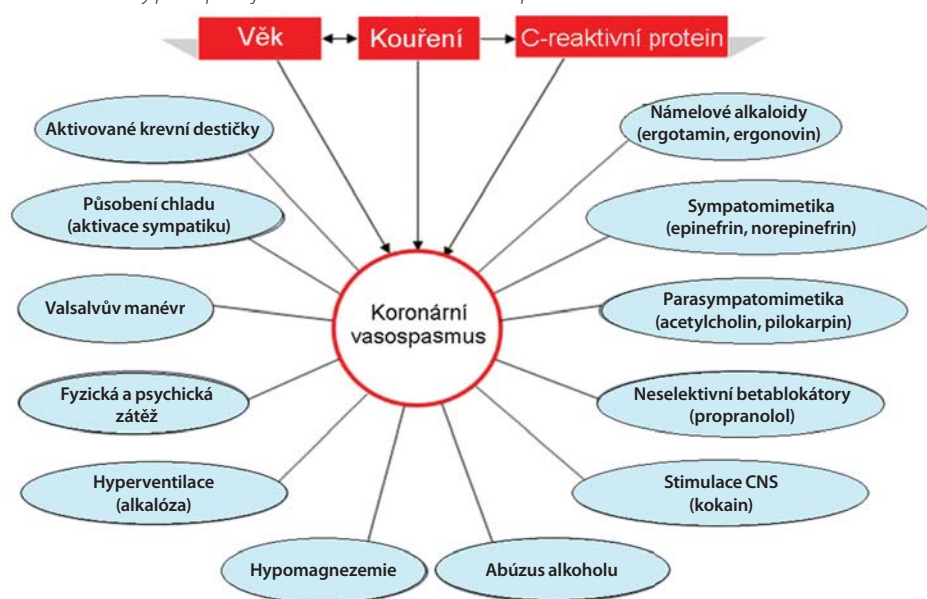 Věk
Kouření
C-reaktivní protein
Aktivované krevní destičky
Námelové alkaloidy
(ergotamin, ergonovin)
Působení chladu
(aktivace sympatiku)
Sympatomimetika
(epinefrin, norepinefrin)
Valsalvův manévr
Koronární
vasospasmus
Parasympatomimetika
(acetylcholin, pilokarpin)
Fyzická a psychická
zátěž
Neselektivní betablokátory
(propranolol)
Hyperventilace
(alkalóza)
Stimulace CNS
(kokain)
Hypomagnezemie
Abúzus alkoholu